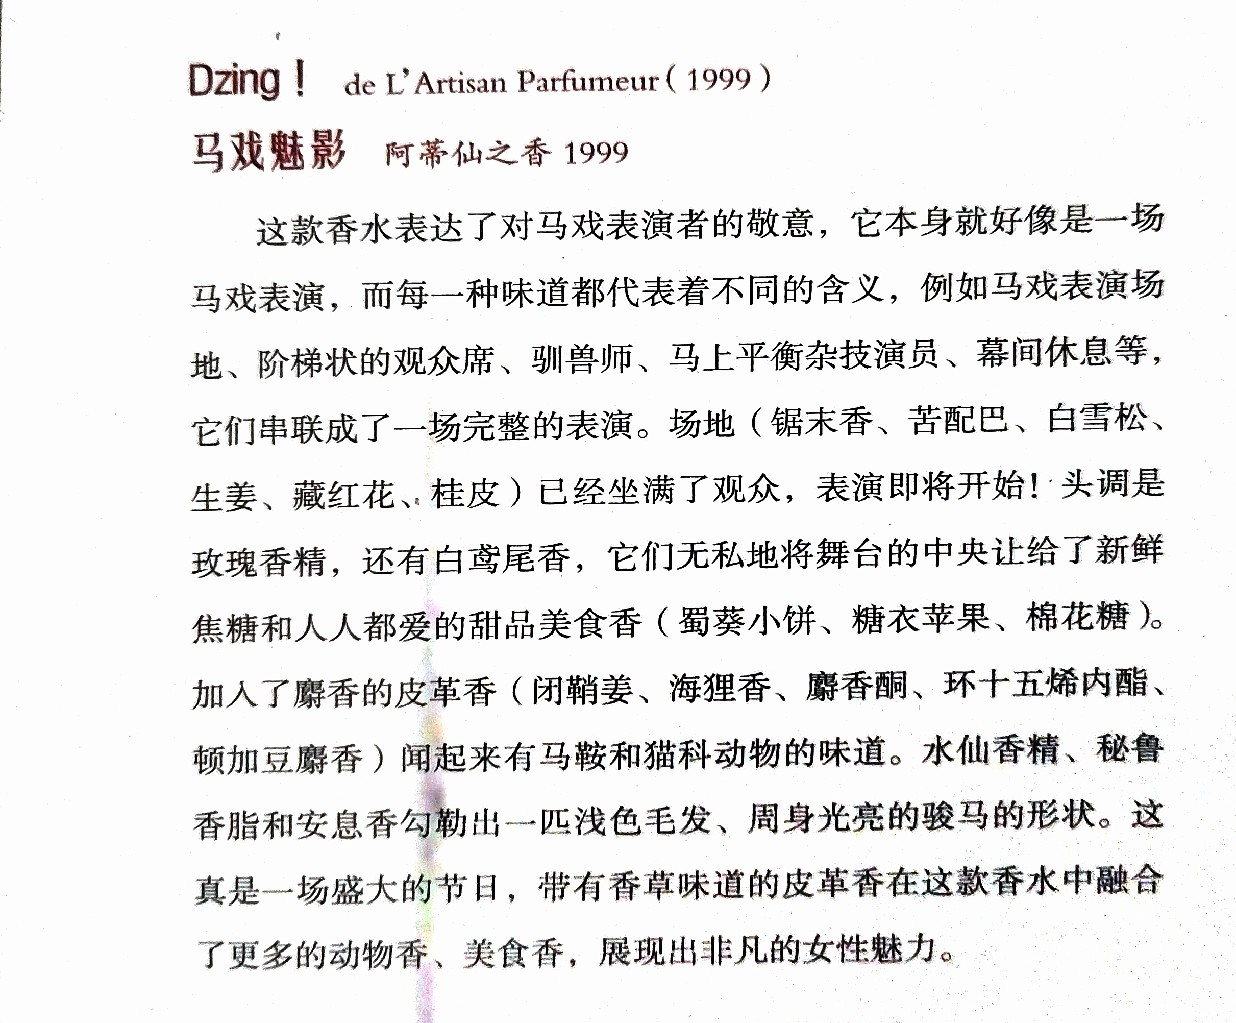 Dzing！ de L'Artisan Parfumeur（1999）
马戏魅影 阿蒂仙之香 1999
这款香水表达了对马戏表演者的敬意，它本身就好像是一场
马戏表演，而每一种味道都代表着不同的含义，例如马戏表演场
地、阶梯状的观众席、驯兽师、马上平衡杂技演员、幕间休息等，
它们串联成了一场完整的表演。场地（锯末香、苦配巴、白雪松、
生姜、藏红花、桂皮）已经坐满了观众，表演即将开始！头调是
玫瑰香精，还有白鸢尾香，它们无私地将舞台的中央让给了新鲜
焦糖和人人都爱的甜品美食香（蜀葵小饼、糖衣苹果、棉花糖）。
加入了麝香的皮革香（闭鞘姜、海狸香、麝香酮、环十五烯内酯、
顿加豆麝香）闻起来有马鞍和猫科动物的味道。水仙香精、秘鲁
香脂和安息香勾勒出一匹浅色毛发、周身光亮的骏马的形状。这
真是一场盛大的节日，带有香草味道的皮革香在这款香水中融合
了更多的动物香、美食香，展现出非凡的女性魅力。